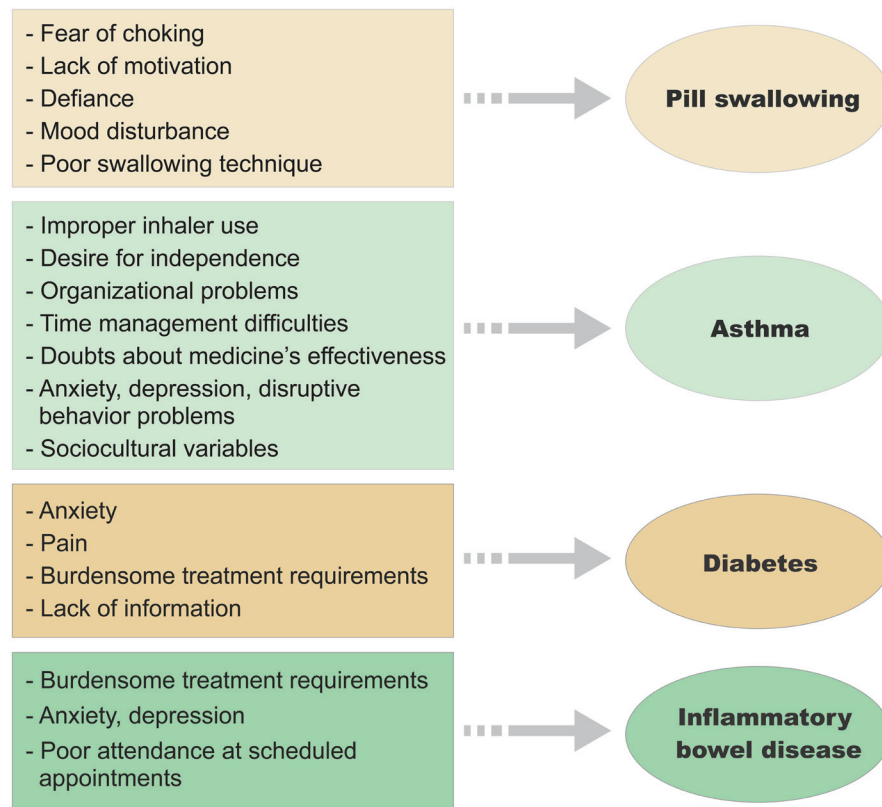 - Fear of choking
- Lack of motivation
- Defiance
- Mood disturbance
- Poor swallowing technique
Pill swallowing
- Improper inhaler use
- Desire for independence
- Organizational problems
- Time management difficulties
- Doubts about medicine's effectiveness
- Anxiety, depression, disruptive
behavior problems
- Sociocultural variables
Asthma
- Anxiety
- Pain
- Burdensome treatment requirements
- Lack of information
Diabetes
- Burdensome treatment requirements
- Anxiety, depression
- Poor attendance at scheduled
appointments
Inflammatory
bowel disease